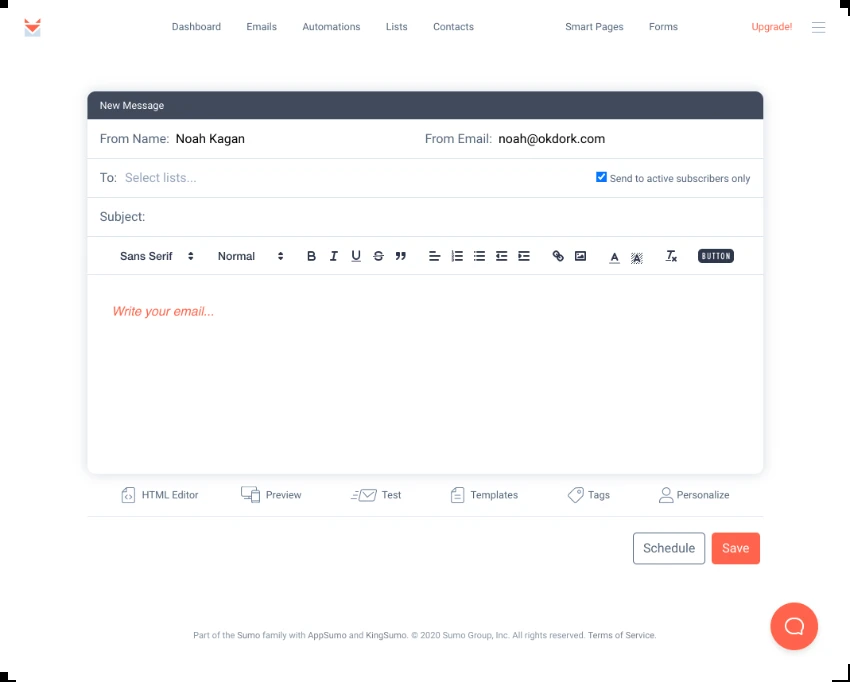 Dashboard Emails Automations Lists Contacts Smart Pages Forms Upgrade!
New Message
From Name: Noah Kagan From Email: noah@okdork.com
To: Select lists... Send to active subscribers only
Subject:
Sans Serif Normal B I U S A A Tx BUTTON
Write your email...
HTML Editor Preview Test Templates Tags Personalize
Schedule Save
Part of the Sumo family with AppSumo and KingSumo. © 2020 Sumo Group, Inc. All rights reserved. Terms of Service.